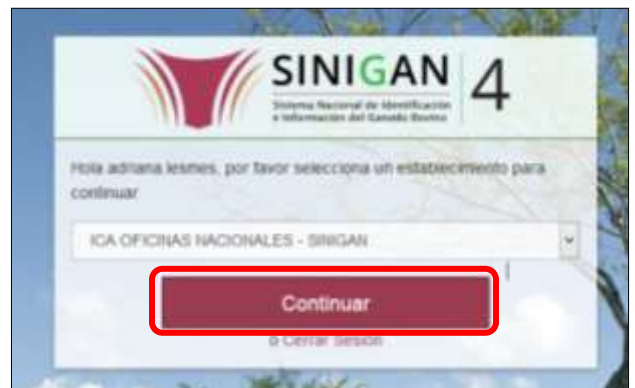 SINIGAN 4
Sistema Nacional de Identificación
e Información del Ganado Bovino
Hola adriana lesmes, por favor selecciona un establecimiento para
continuar
ICA OFICINAS NACIONALES - SINIGAN
Continuar
o Cerrar Sesión